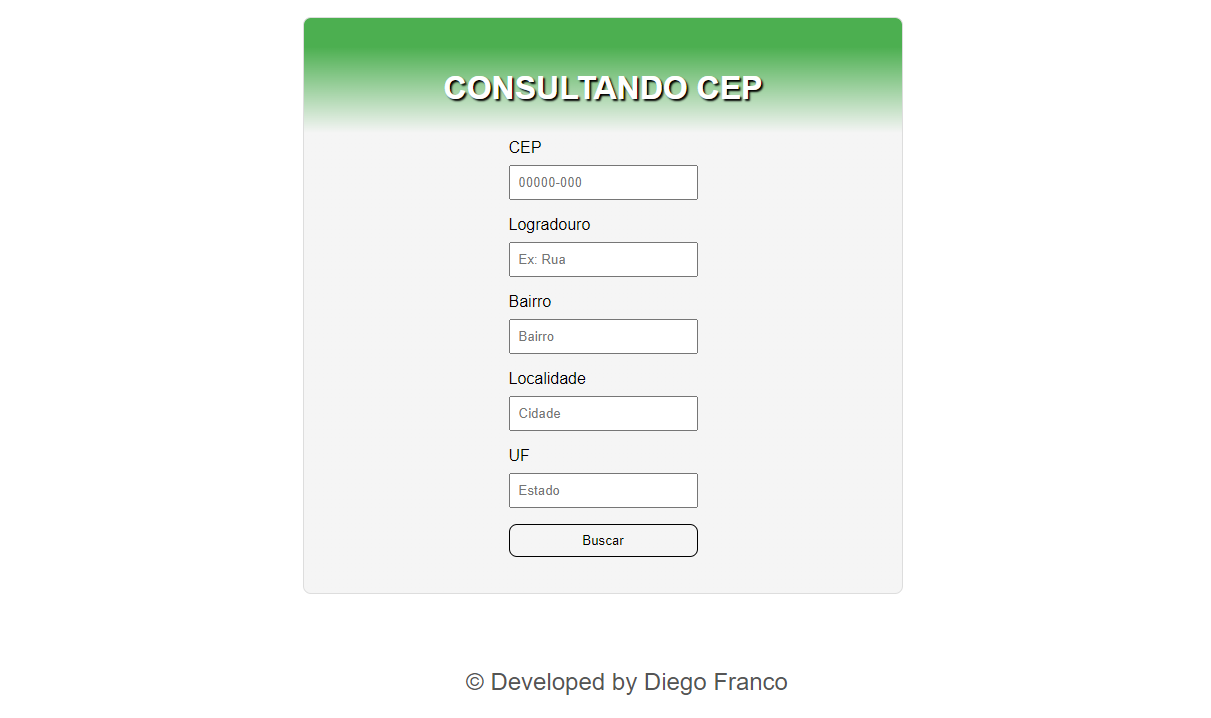 CONSULTANDO CEP
CEP
00000-000
Logradouro
Ex: Rua
Bairro
Bairro
Localidade
Cidade
UF
Estado
Buscar
© Developed by Diego Franco